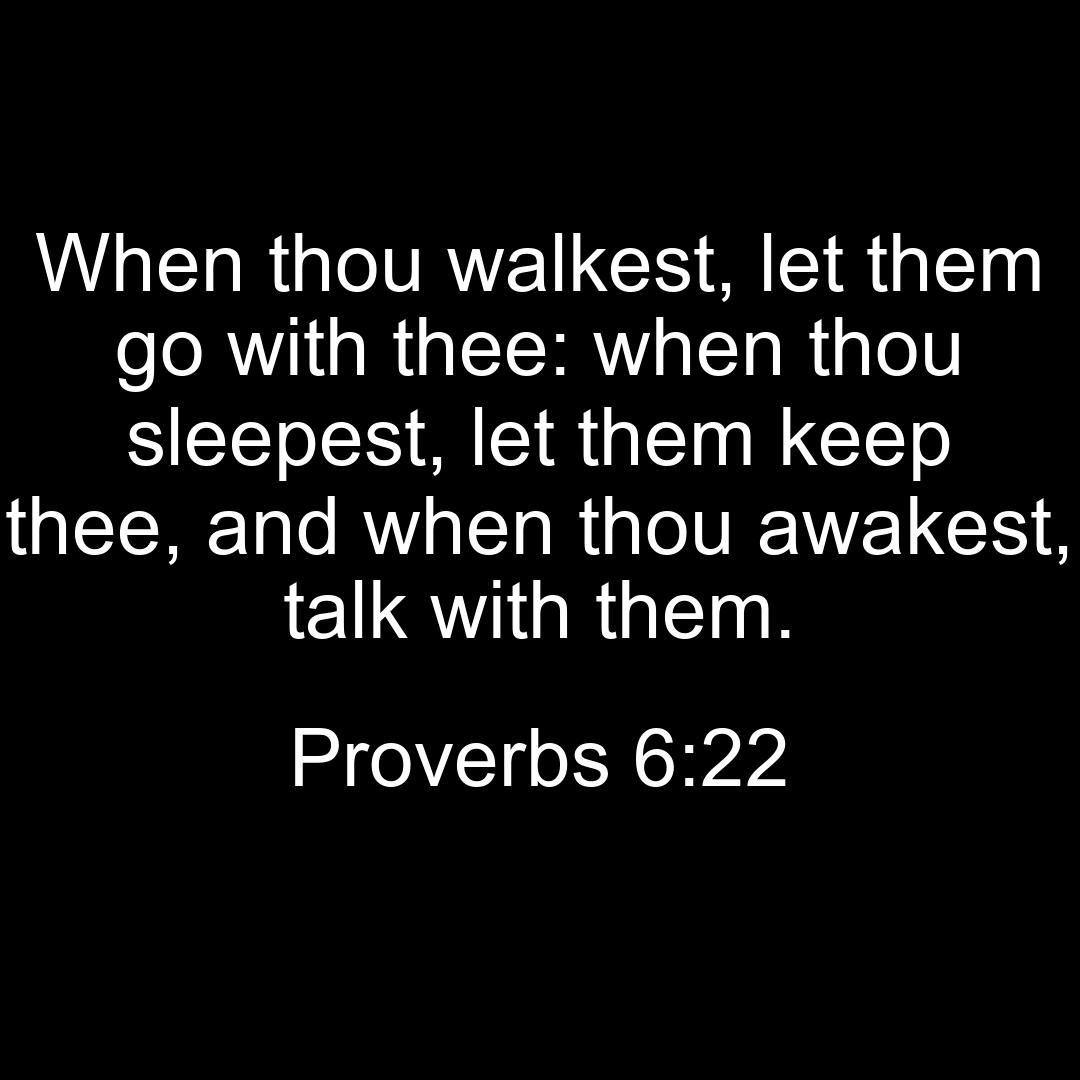 When thou walkest, let them
go with thee: when thou
sleepest, let them keep
thee, and when thou awakest,
talk with them.
Proverbs 6:22